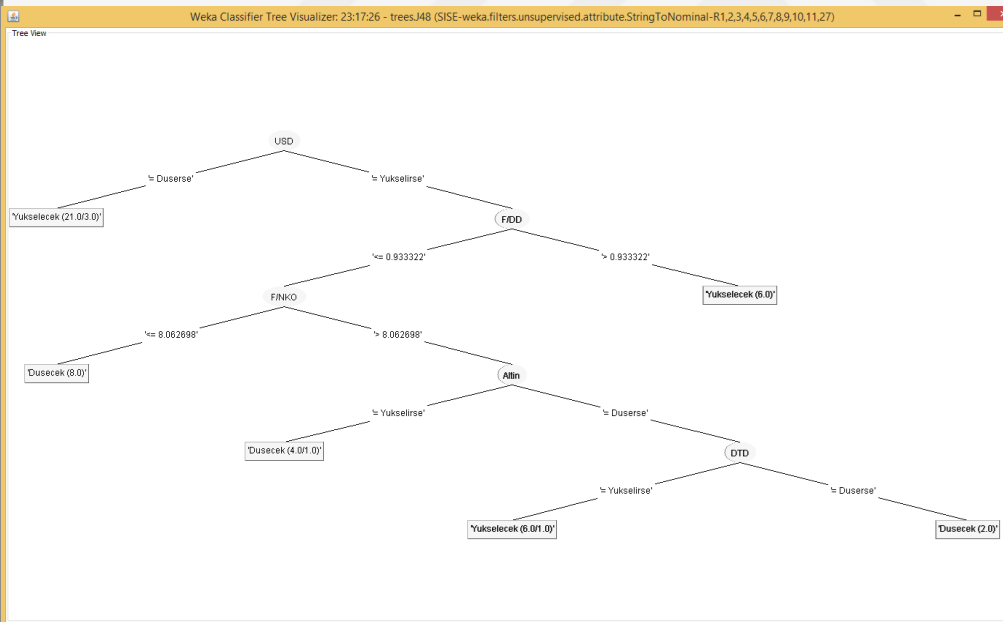 Weka Classifier Tree Visualizer: 23:17:26 - trees.J48 (SISE-weka.filters.unsupervised.attribute.StringToNominal-R1,2,3,4,5,6,7,8,9,10,11,27)
Tree View
USD
'= Duserse'
'= Yukselirse'
'Yukselecek (21.0/3.0)'
F/DD
'<= 0.933322'
'> 0.933322'
F/NKO
'Yukselecek (6.0)'
'<= 8.062698'
'> 8.062698'
'Dusecek (8.0)'
Altin
'= Yukselirse'
'= Duserse'
'Dusecek (4.0/1.0)'
DTD
'= Yukselirse'
'= Duserse'
'Yukselecek (6.0/1.0)'
'Dusecek (2.0)'